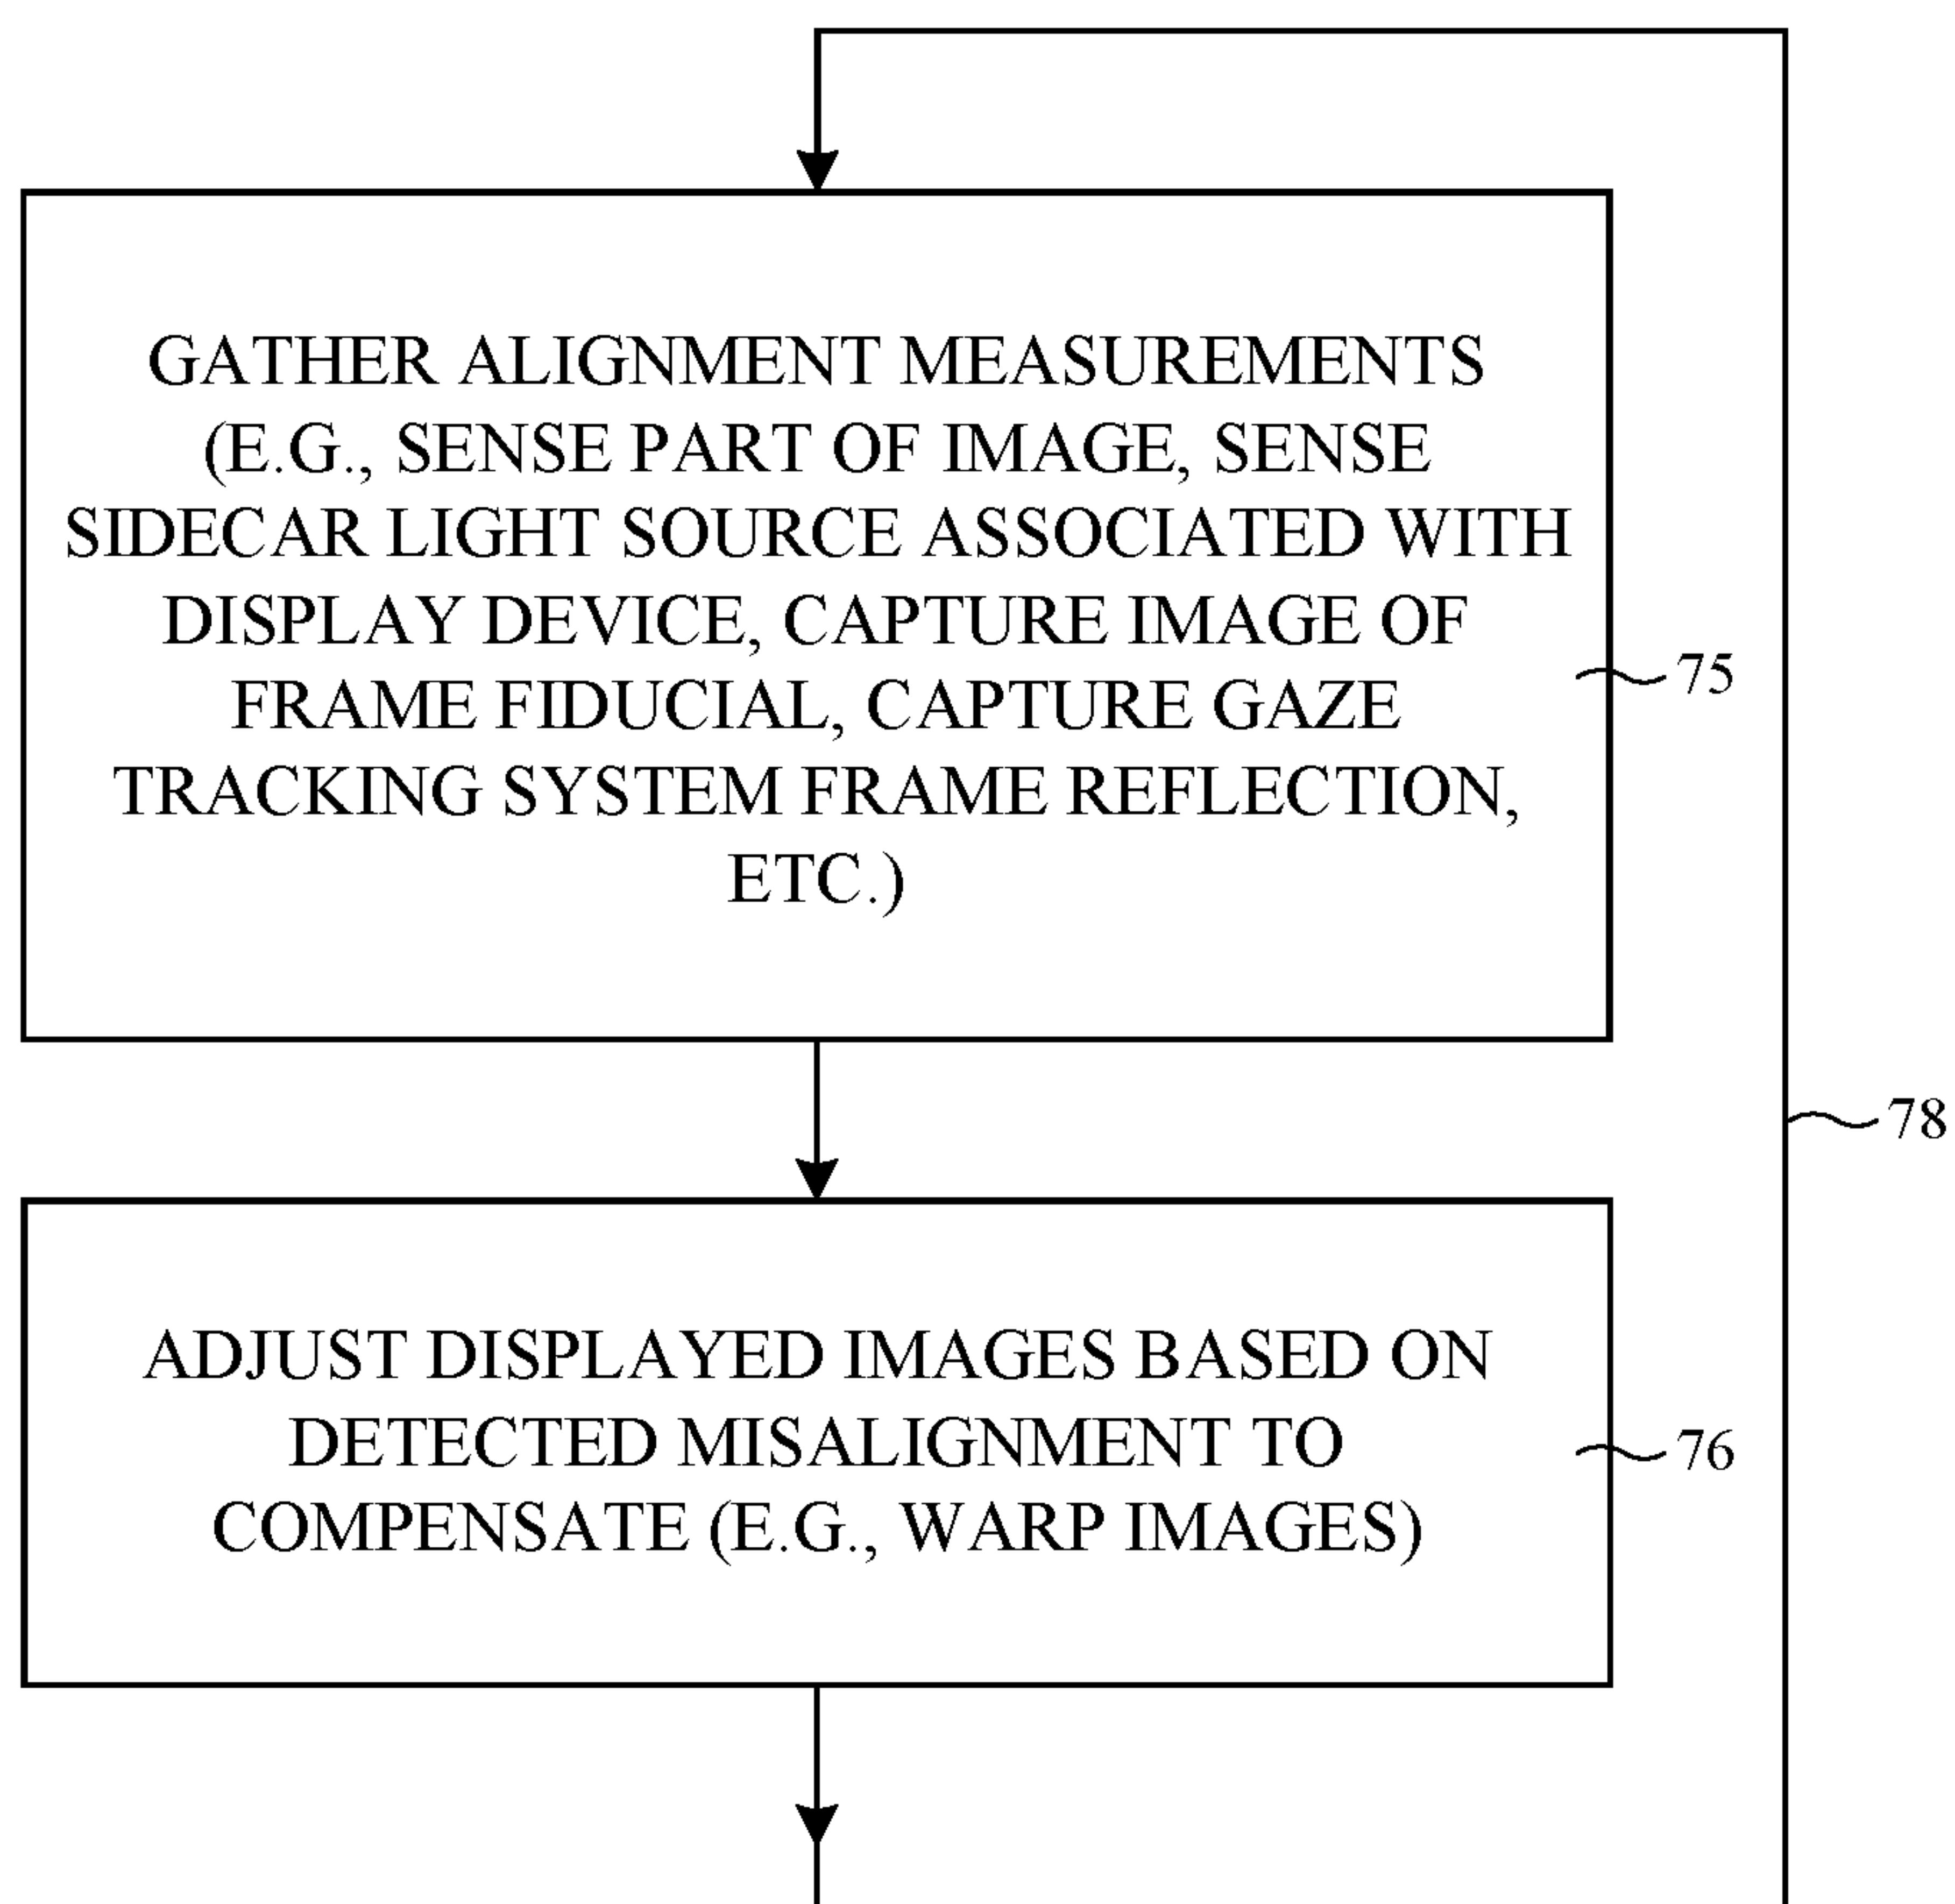 GATHER ALIGNMENT MEASUREMENTS
(E.G., SENSE PART OF IMAGE, SENSE
SIDECAR LIGHT SOURCE ASSOCIATED WITH
DISPLAY DEVICE, CAPTURE IMAGE OF
FRAME FIDUCIAL, CAPTURE GAZE
TRACKING SYSTEM FRAME REFLECTION,
ETC.)
75
78
ADJUST DISPLAYED IMAGES BASED ON
DETECTED MISALIGNMENT TO
COMPENSATE (E.G., WARP IMAGES)
76